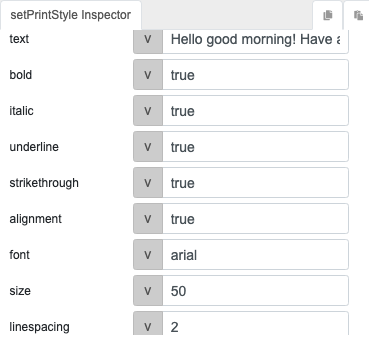 setPrintStyle Inspector
text v Hello good morning! Have a
bold v true
italic v true
underline v true
strikethrough v true
alignment v true
font v arial
size v 50
linespacing v 2